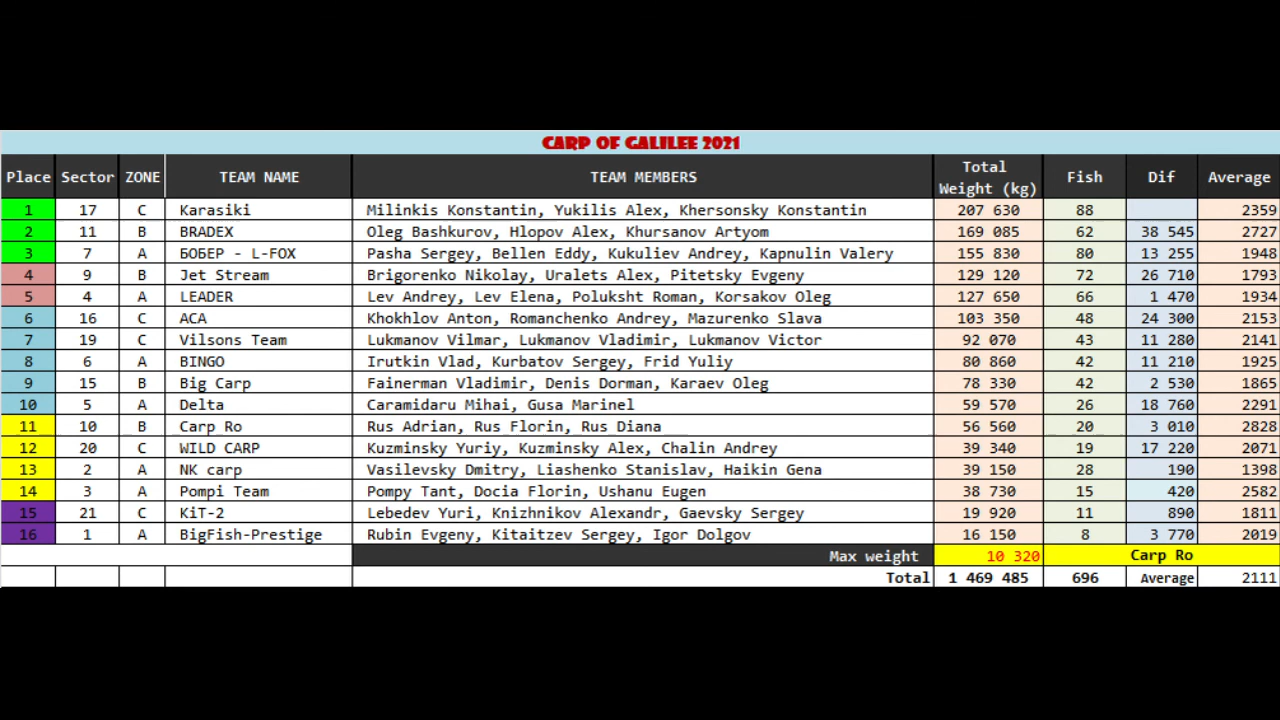 CARP OF GALILEE 2021
Place Sector ZONE TEAM NAME TEAM MEMBERS Total Weight (kg) Fish Dif Average
1 17 C Karasiki Milinkis Konstantin, Yukilis Alex, Khersonsky Konstantin 207 630 88 2359
2 11 B BRADEX Oleg Bashkurov, Hlopov Alex, Khursanov Artyom 169 085 62 38 545 2727
3 7 A БОБЕР - L-FOX Pasha Sergey, Bellen Eddy, Kukuliev Andrey, Kapnulin Valery 155 830 80 13 255 1948
4 9 B Jet Stream Brigorenko Nikolay, Uralets Alex, Pitetsky Evgeny 129 120 72 26 710 1793
5 4 A LEADER Lev Andrey, Lev Elena, Poluksht Roman, Korsakov Oleg 127 650 66 1 470 1934
6 16 C ACA Khokhlov Anton, Romanchenko Andrey, Mazurenko Slava 103 350 48 24 300 2153
7 19 C Vilsons Team Lukmanov Vilmar, Lukmanov Vladimir, Lukmanov Victor 92 070 43 11 280 2141
8 6 A BINGO Irutkin Vlad, Kurbatov Sergey, Frid Yuliy 80 860 42 11 210 1925
9 15 B Big Carp Fainerman Vladimir, Denis Dorman, Karaev Oleg 78 330 42 2 530 1865
10 5 A Delta Caramidaru Mihai, Gusa Marinel 59 570 26 18 760 2291
11 10 B Carp Ro Rus Adrian, Rus Florin, Rus Diana 56 560 20 3 010 2828
12 20 C WILD CARP Kuzminsky Yuriy, Kuzminsky Alex, Chalin Andrey 39 340 19 17 220 2071
13 2 A NK carp Vasilevsky Dmitry, Liashenko Stanislav, Haikin Gena 39 150 28 190 1398
14 3 A Pompi Team Pompy Tant, Docia Florin, Ushanu Eugen 38 730 15 420 2582
15 21 C KiT-2 Lebedev Yuri, Knizhnikov Alexandr, Gaevsky Sergey 19 920 11 890 1811
16 1 A BigFish-Prestige Rubin Evgeny, Kitaitzev Sergey, Igor Dolgov 16 150 8 3 770 2019
Max weight 10 320 Carp Ro
Total 1 469 485 696 Average 2111